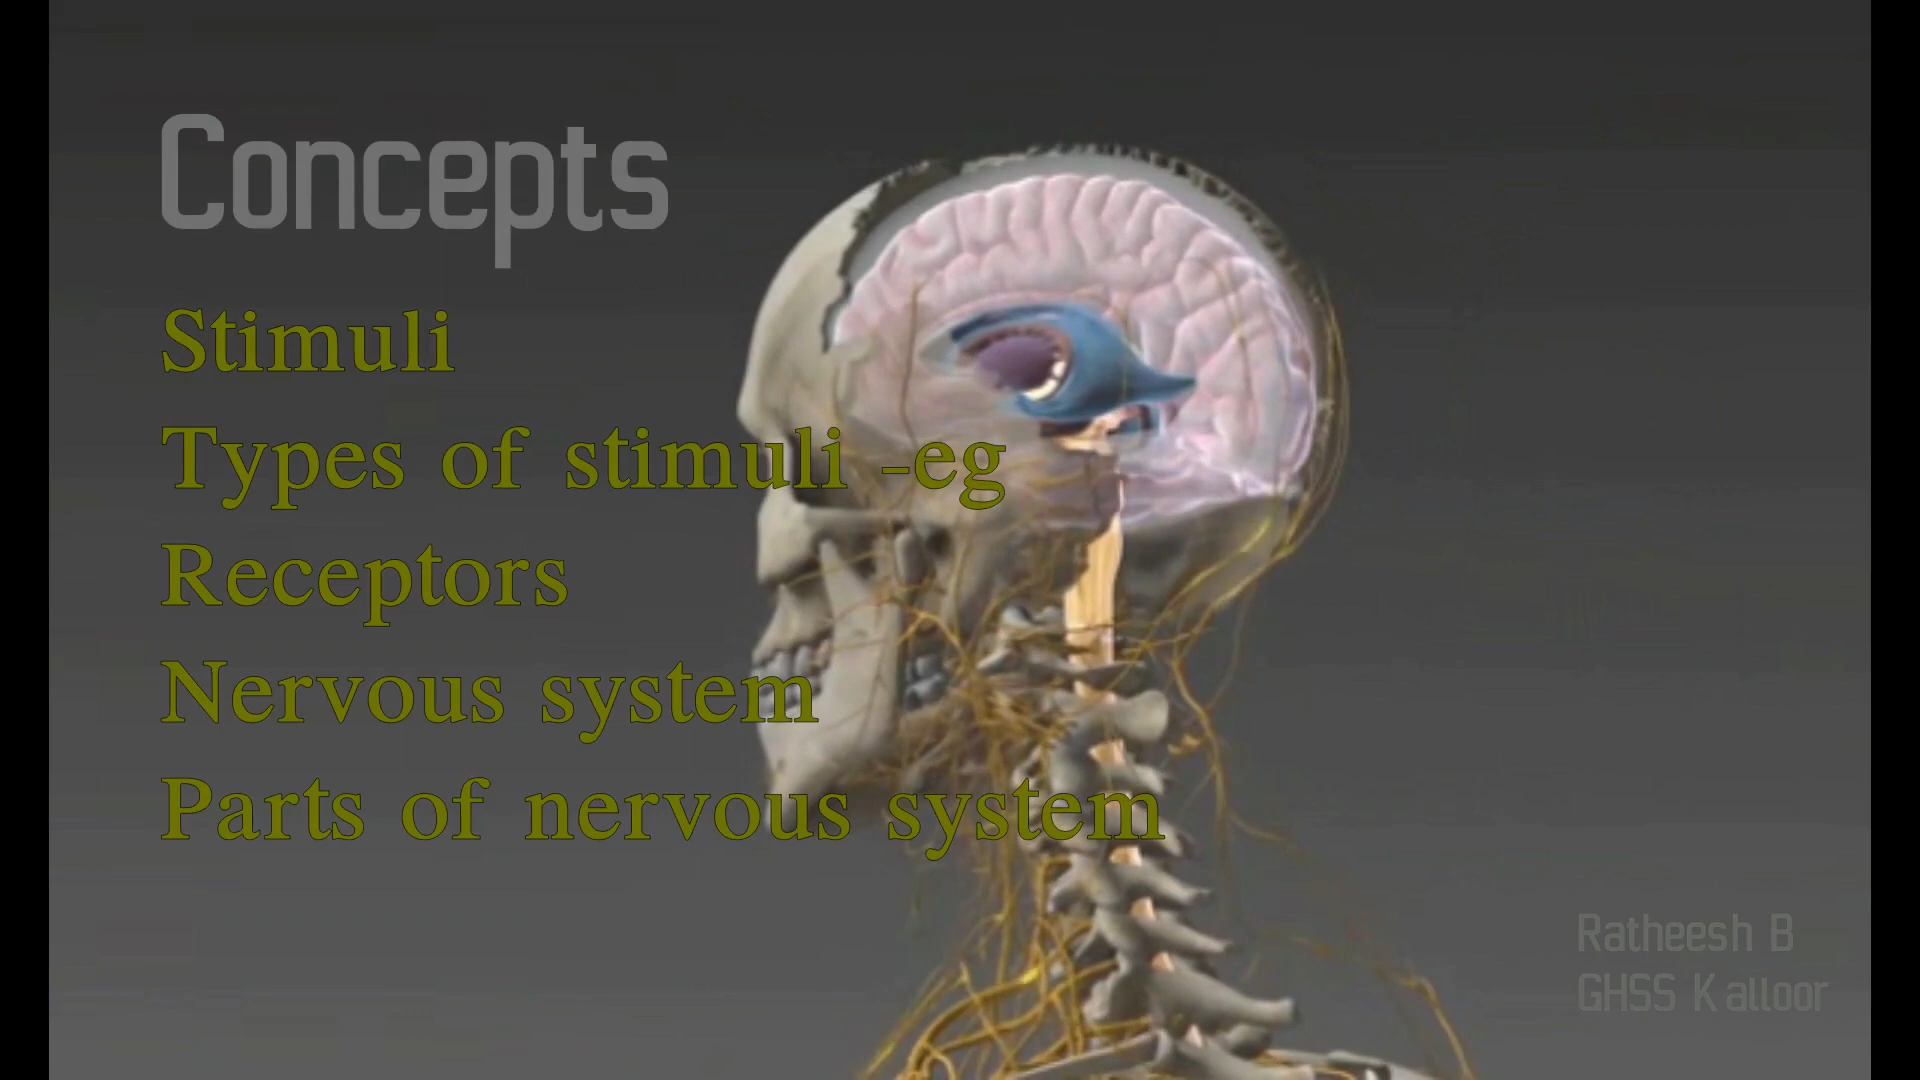 Concepts
Stimuli
Types of stimuli -eg
Receptors
Nervous system
Parts of nervous system
Ratheesh B
GHSS Kalloor